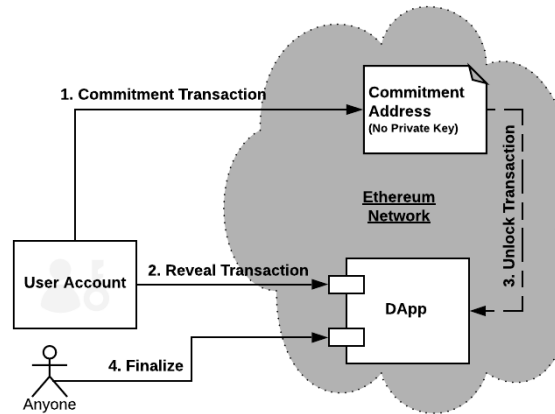 1. Commitment Transaction
Commitment
Address
(No Private Key)
3. Unlock Transaction
Ethereum
Network
User Account
2. Reveal Transaction
DApp
4. Finalize
Anyone